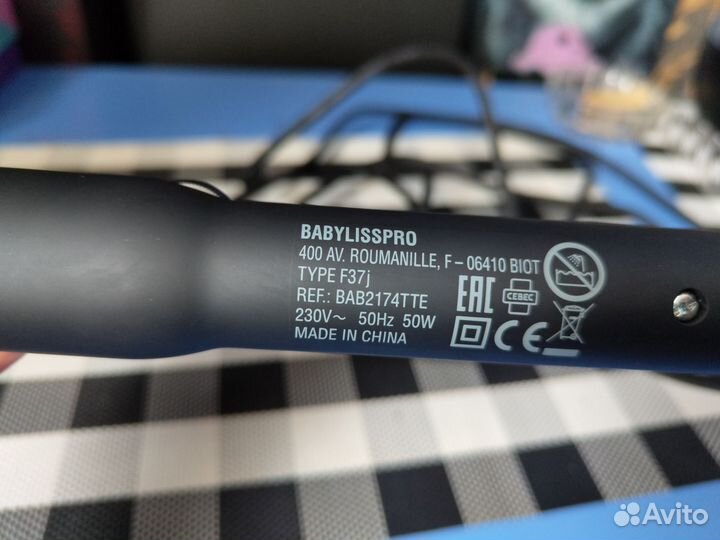 BABYLISSPRO
400 AV. ROUMANILLE, F – 06410 BIOT
TYPE F37j
REF.: BAB2174TTE
230V~ 50Hz 50W
MADE IN CHINA
EAC
CEBEC
CE
Avito